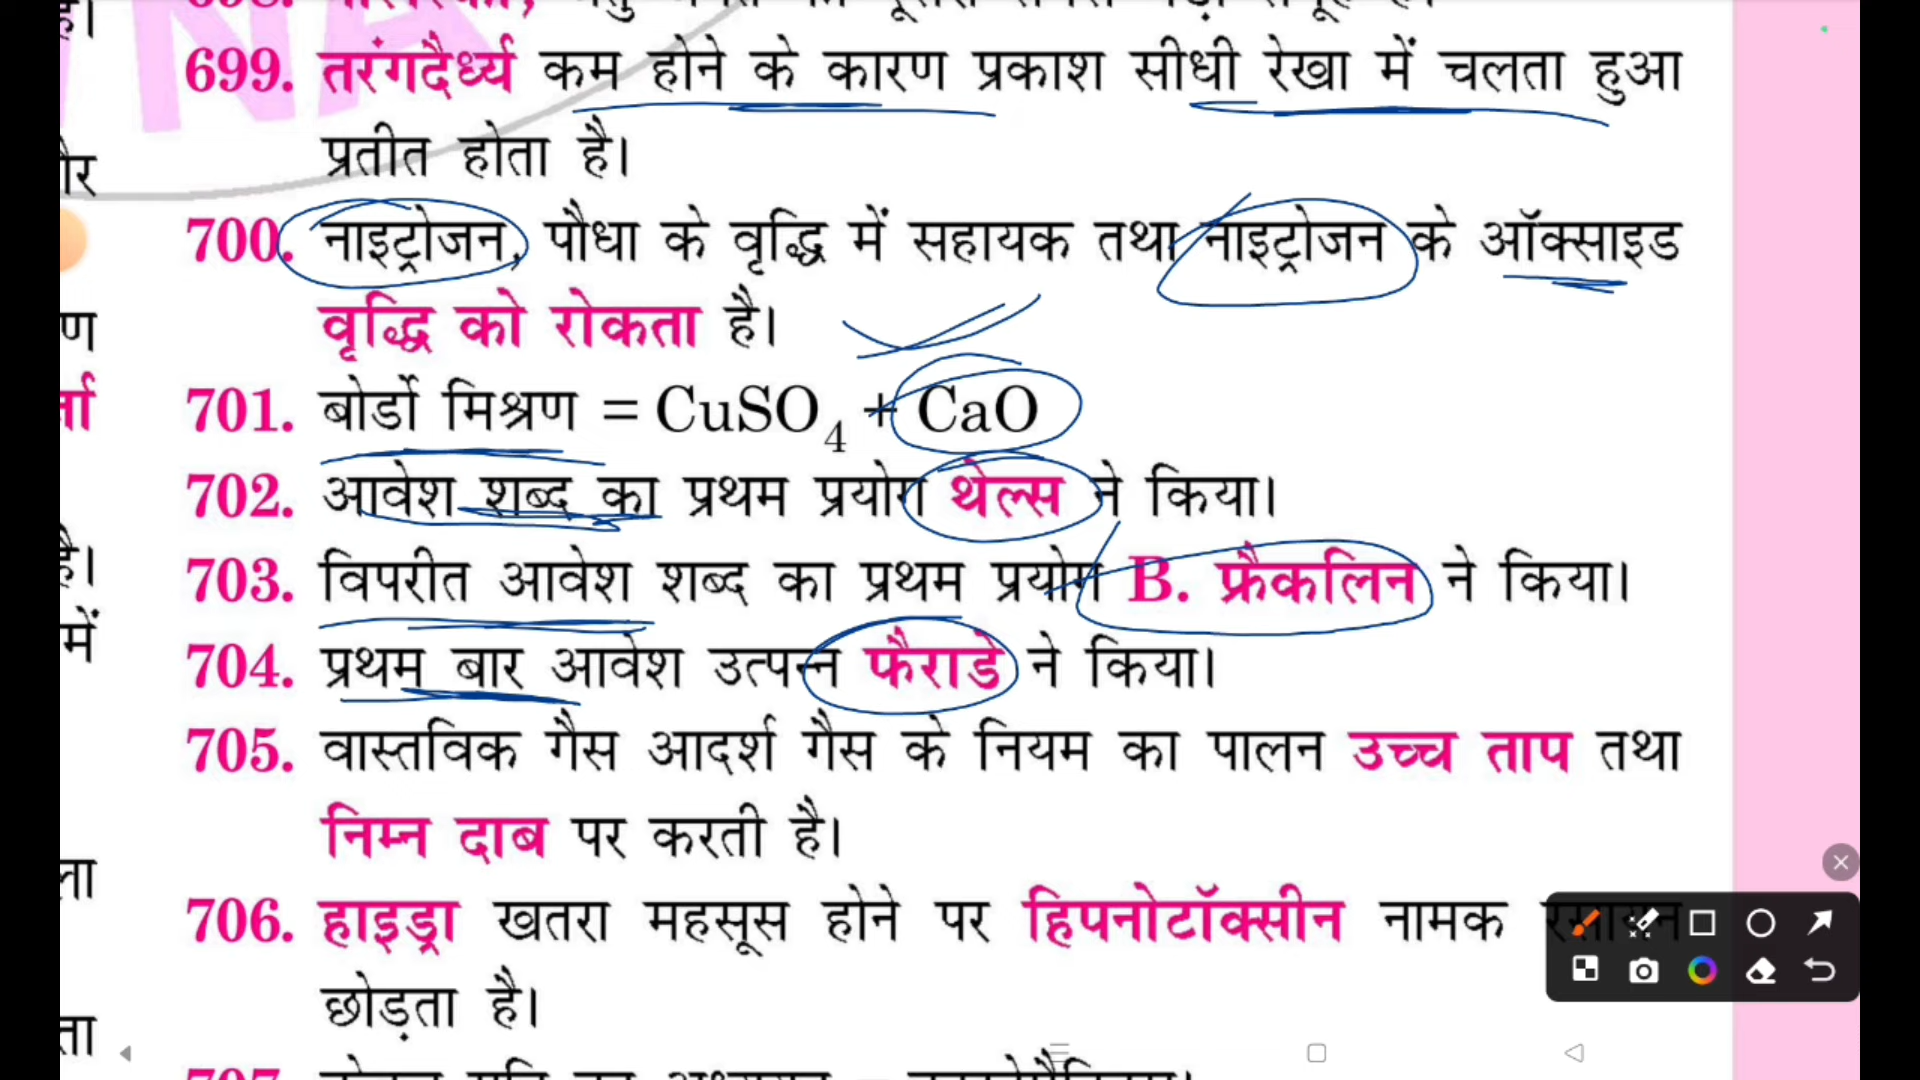 है।
699. तरंगदैर्ध्य कम होने के कारण प्रकाश सीधी रेखा में चलता हुआ
प्रतीत होता है।
700. नाइट्रोजन, पौधा के वृद्धि में सहायक तथा नाइट्रोजन के ऑक्साइड
वृद्धि को रोकता है।
701. बोर्डो मिश्रण = CuSO4 + CaO
702. आवेश शब्द का प्रथम प्रयोग थेल्स ने किया।
703. विपरीत आवेश शब्द का प्रथम प्रयोग B. फ्रैकलिन ने किया।
704. प्रथम बार आवेश उत्पन्न फैराडे ने किया।
705. वास्तविक गैस आदर्श गैस के नियम का पालन उच्च ताप तथा
निम्न दाब पर करती है।
706. हाइड्रा खतरा महसूस होने पर हिपनोटॉक्सीन नामक
छोड़ता है।